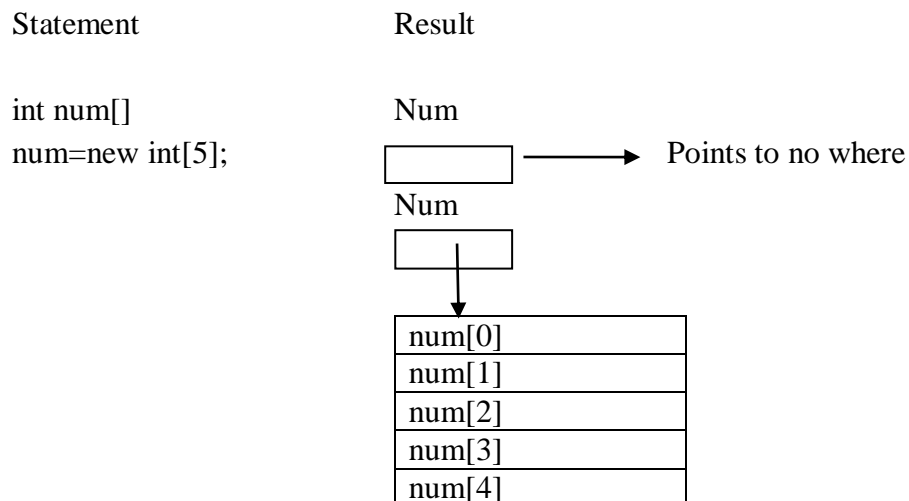 Statement Result
int num[] Num
num=new int[5]; Points to no where
Num
num[0]
num[1]
num[2]
num[3]
num[4]